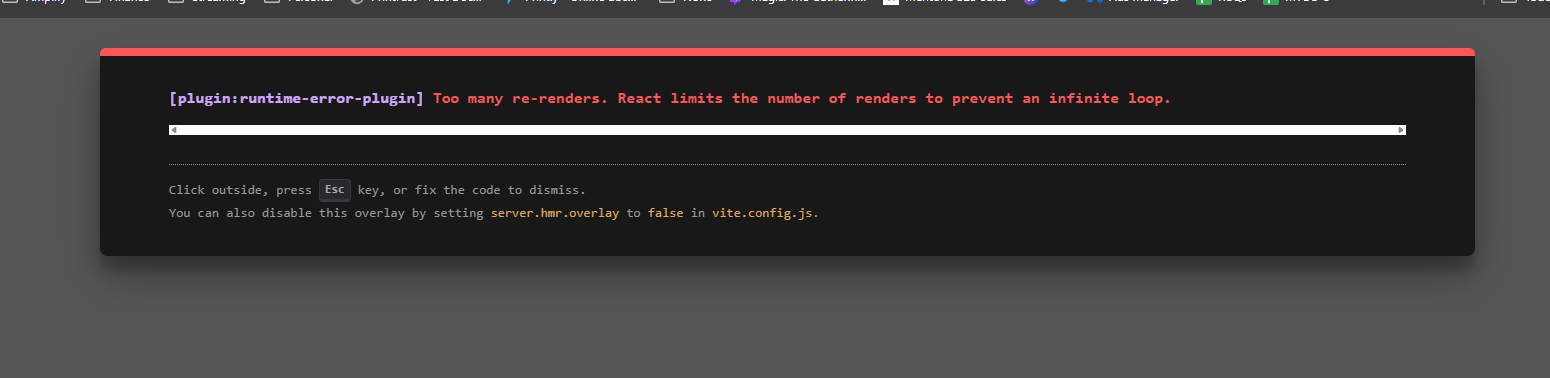 [plugin:runtime-error-plugin] Too many re-renders. React limits the number of renders to prevent an infinite loop.
Click outside, press Esc key, or fix the code to dismiss.
You can also disable this overlay by setting server.hmr.overlay to false in vite.config.js.